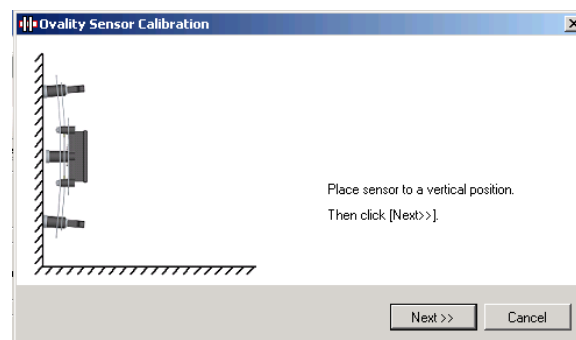 Ovality Sensor Calibration
Place sensor to a vertical position.
Then click [Next>>].
Next >>
Cancel